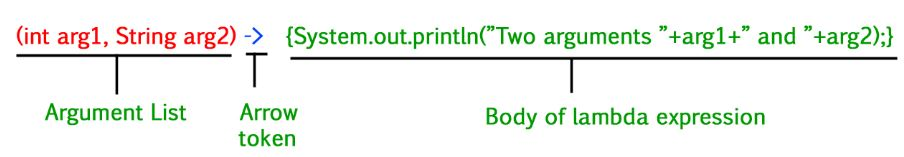 (int arg1, String arg2) -> {System.out.println("Two arguments "+arg1+" and "+arg2);}
Argument List
Arrow
token
Body of lambda expression